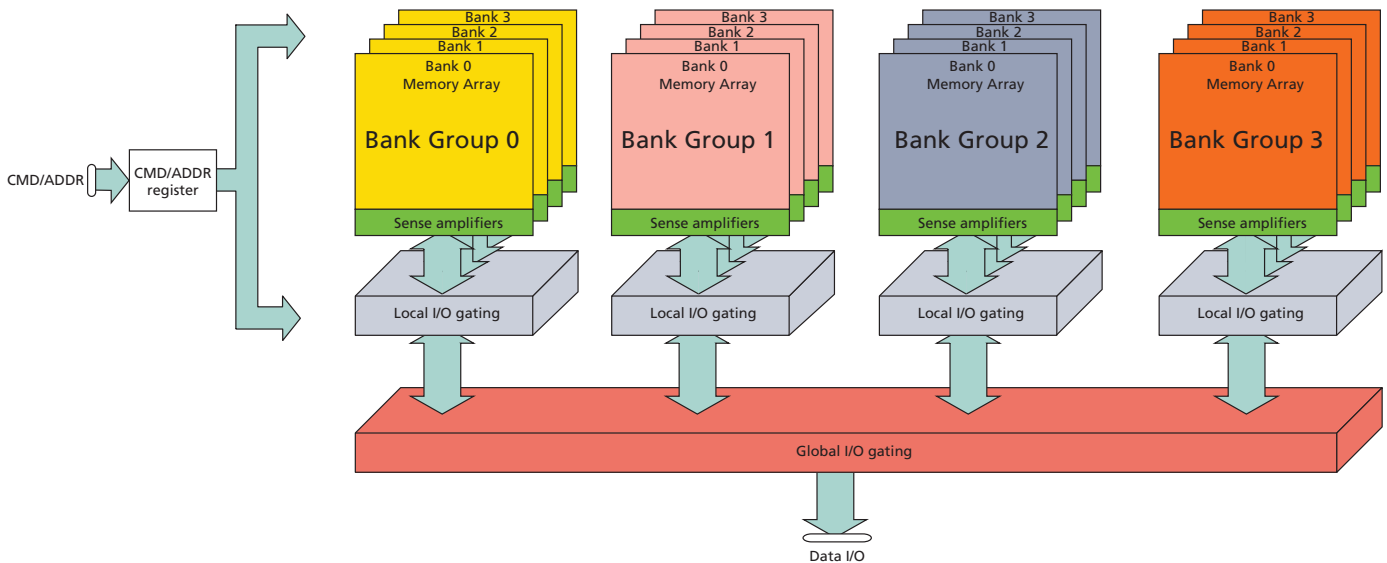 Bank 3
Bank 2
Bank 1
Bank 0
Memory Array
Bank Group 0
Sense amplifiers
Local I/O gating
Bank 3
Bank 2
Bank 1
Bank 0
Memory Array
Bank Group 1
Sense amplifiers
Local I/O gating
Bank 3
Bank 2
Bank 1
Bank 0
Memory Array
Bank Group 2
Sense amplifiers
Local I/O gating
Bank 3
Bank 2
Bank 1
Bank 0
Memory Array
Bank Group 3
Sense amplifiers
Local I/O gating
CMD/ADDR
CMD/ADDR
register
Global I/O gating
Data I/O